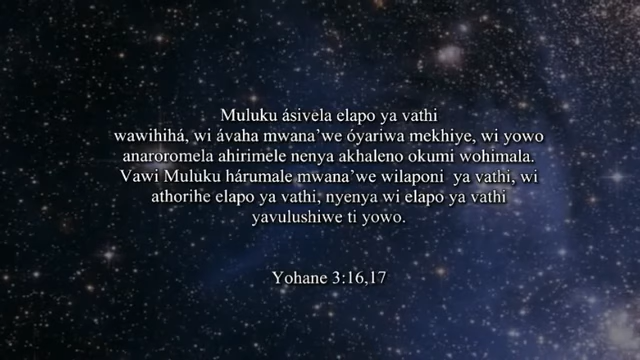 Muluku ásivela elapo ya vathi
wawihihá, wi ávaha mwana’we óyariwa mekhiye, wi yowo
anaroromela ahirimele nenya akhaleno okumi wohimala.
Vawi Muluku hárumale mwana’we wilaponi ya vathi, wi
athorihe elapo ya vathi, nyenya wi elapo ya vathi
yavulushiwe ti yowo.
Yohane 3:16,17